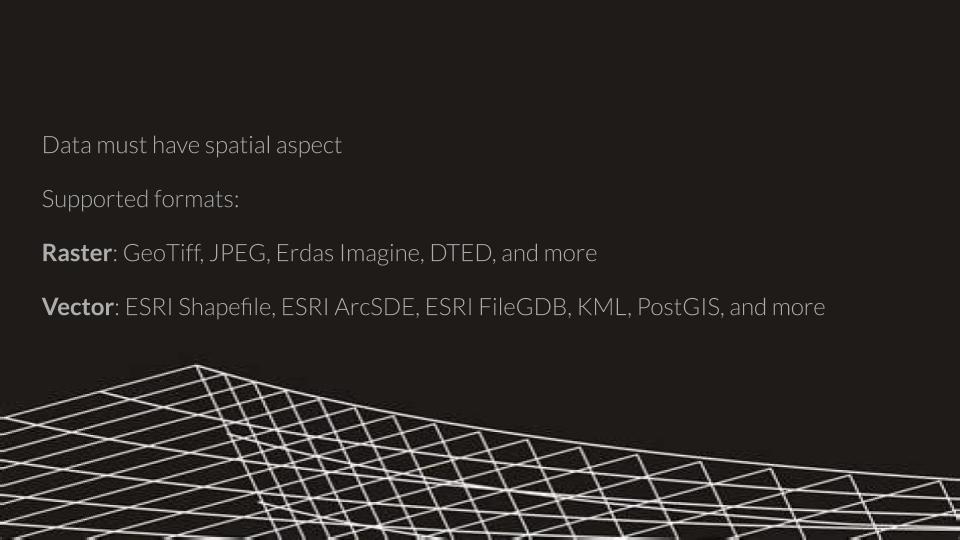 Data must have spatial aspect
Supported formats:
Raster: GeoTiff, JPEG, Erdas Imagine, DTED, and more
Vector: ESRI Shapefile, ESRI ArcSDE, ESRI FileGDB, KML, PostGIS, and more